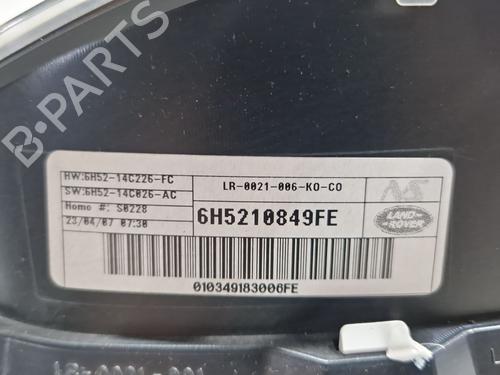 HW:6H52-14C226-FC
SW:6H52-14C026-AC
Homo #: S0228
23/04/07 07:30
LR-0021-006-KO-CO
6H5210849FE
LAND-
ROVER
010349183006FE
B-PARTS